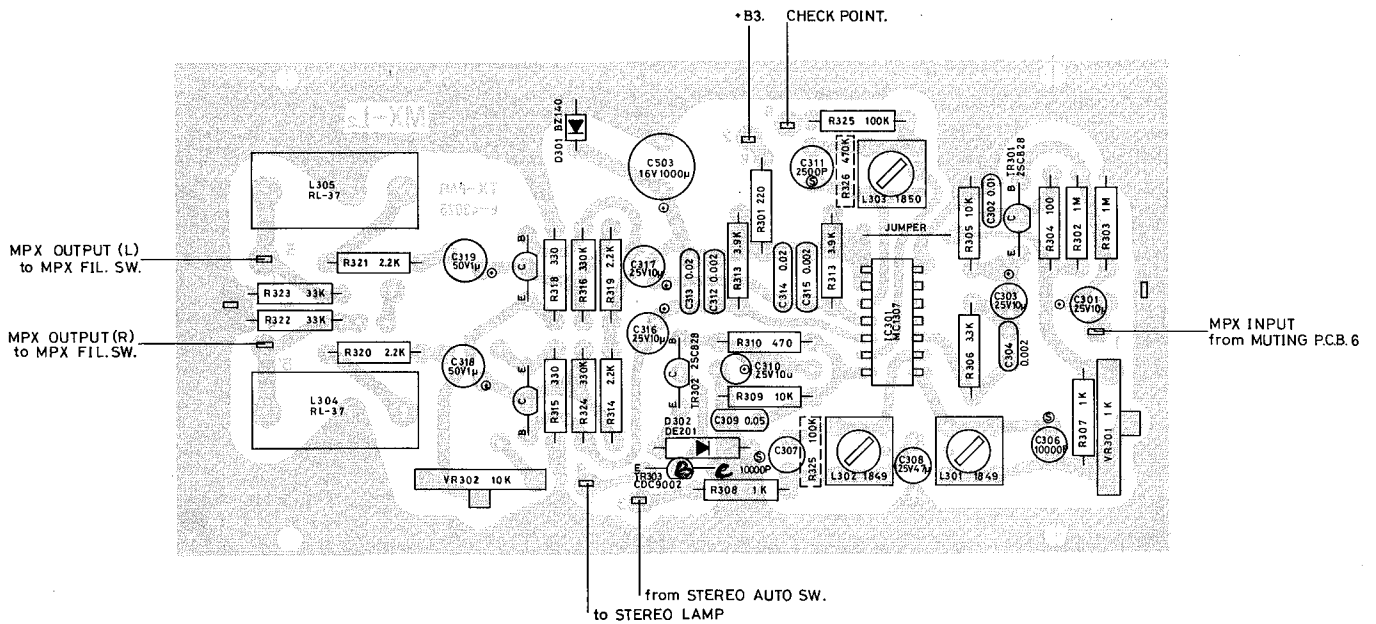 +B3. CHECK POINT.
MX-L2
D301 BZ140
C503
16V 1000µ
R325 100K
C311
2500P
S
R326 470K
L303 1850
TR301
2SC828
B
C
E
L305
RL-37
R301 220
R305 10K
C302 0.01
R304 100
R302 1M
R303 1M
JUMPER
MPX OUTPUT (L)
to MPX FIL. SW.
R321 2.2K
C319
50V1µ
B
C
E
R318 330
R316 330K
R319 2.2K
C317
25V10µ
C313 0.02
C312 0.002
R313 3.9K
C314 0.02
C315 0.002
R313 3.9K
R323 33K
R322 33K
C316
25V10µ
IC301
MC1307
C303
25V10µ
C301
25V10µ
MPX OUTPUT (R)
to MPX FIL. SW.
R320 2.2K
C318
50V1µ
E
C
B
R315 330
R324 330K
R314 2.2K
B
C
E
TR302 2SC828
R310 470
C310
25V10µ
R309 10K
R306 3.3K
C304
0.002
MPX INPUT
from MUTING P.C.B. 6
L304
RL-37
C309 0.05
D302
DE201
C307
S
10000P
R325 100K
L302 1849
C308
25V47µ
L301 1849
S
C306
10000P
R307 1K
VR301 1K
E
B
C
TR303
CDC9002
VR302 10K
R308 1K
from STEREO AUTO SW.
to STEREO LAMP